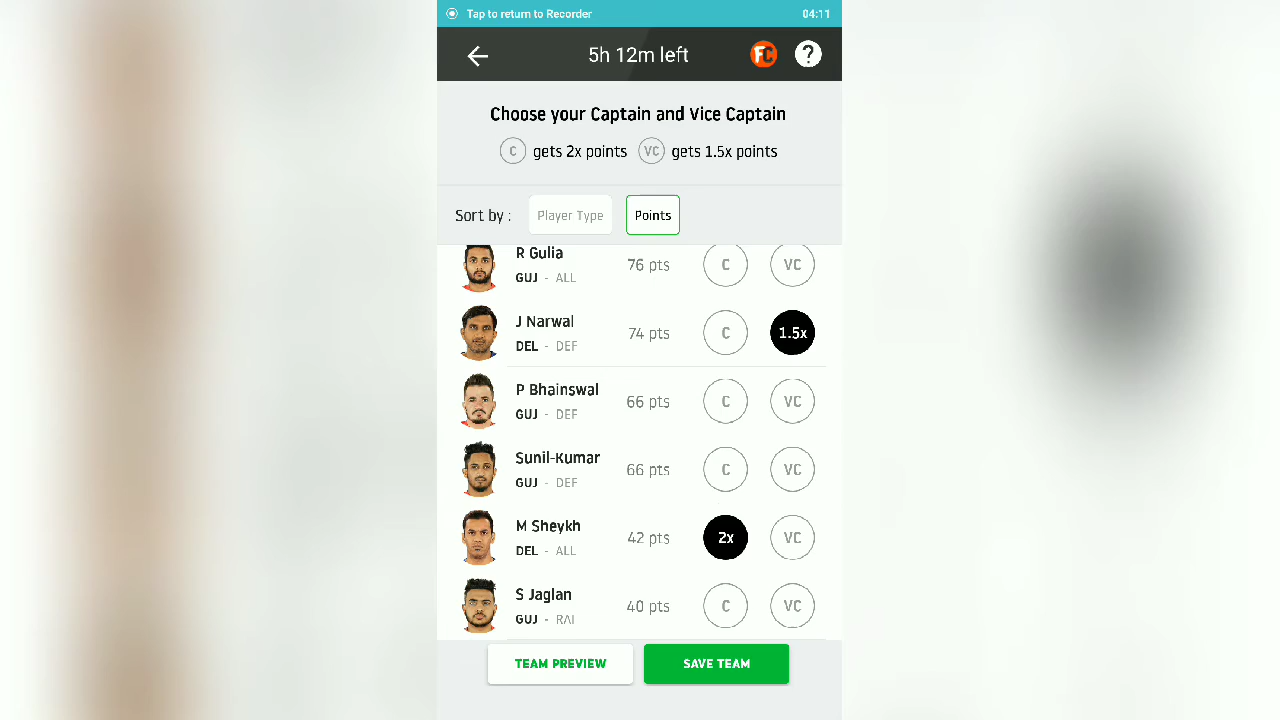 Tap to return to Recorder 04:11
5h 12m left FC ?
Choose your Captain and Vice Captain
C gets 2x points VC gets 1.5x points
Sort by : Player Type Points
R Gulia
GUJ - ALL 76 pts C VC
J Narwal
DEL - DEF 74 pts C 1.5x
P Bhainswal
GUJ - DEF 66 pts C VC
Sunil-Kumar
GUJ - DEF 66 pts C VC
M Sheykh
DEL - ALL 42 pts 2x VC
S Jaglan
GUJ - RAI 40 pts C VC
TEAM PREVIEW SAVE TEAM